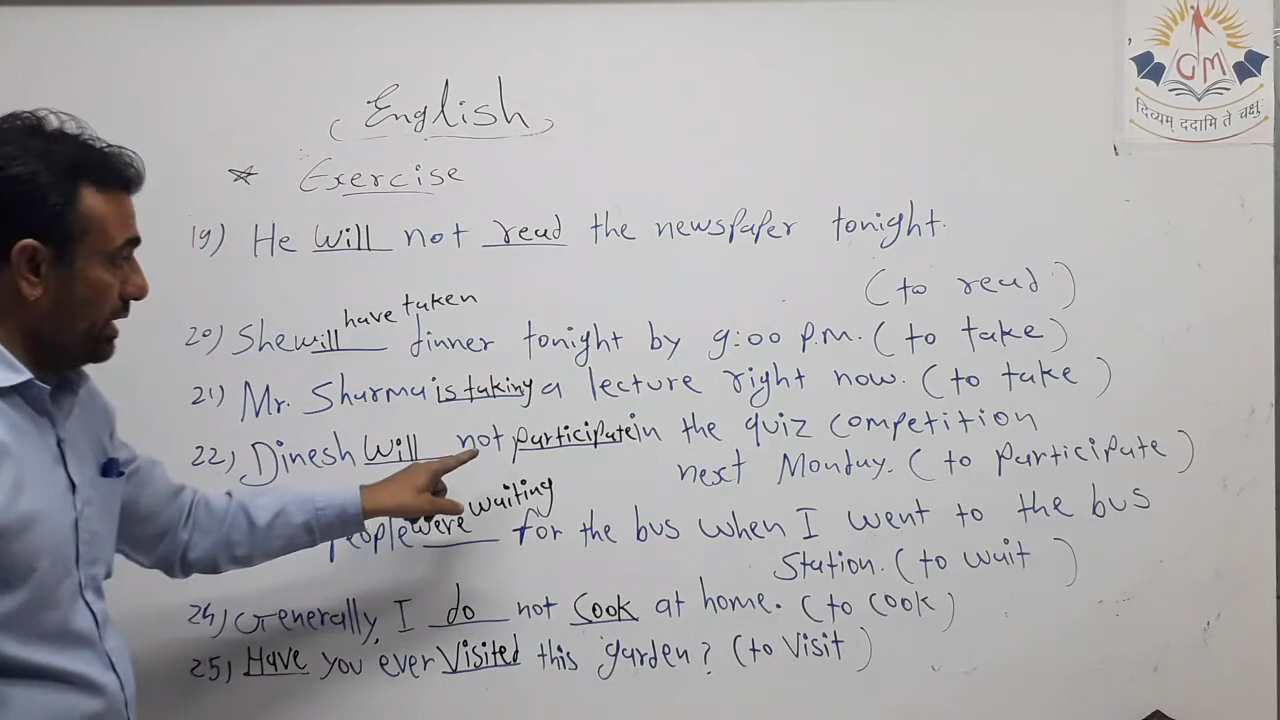 GM
दिव्यम् ददामि ते चक्षुः
(English)
* Exercise
19) He will not read the newspaper tonight.
(to read)
20) She will have taken dinner tonight by 9:00 P.M. (to take)
21) Mr. Sharma is taking a lecture right now. (to take)
22) Dinesh will not participate in the quiz competition
next Monday. (to participate)
People were waiting for the bus when I went to the bus
Station. (to wait)
24) Generally, I do not cook at home. (to cook)
25) Have you ever visited this garden? (to visit)